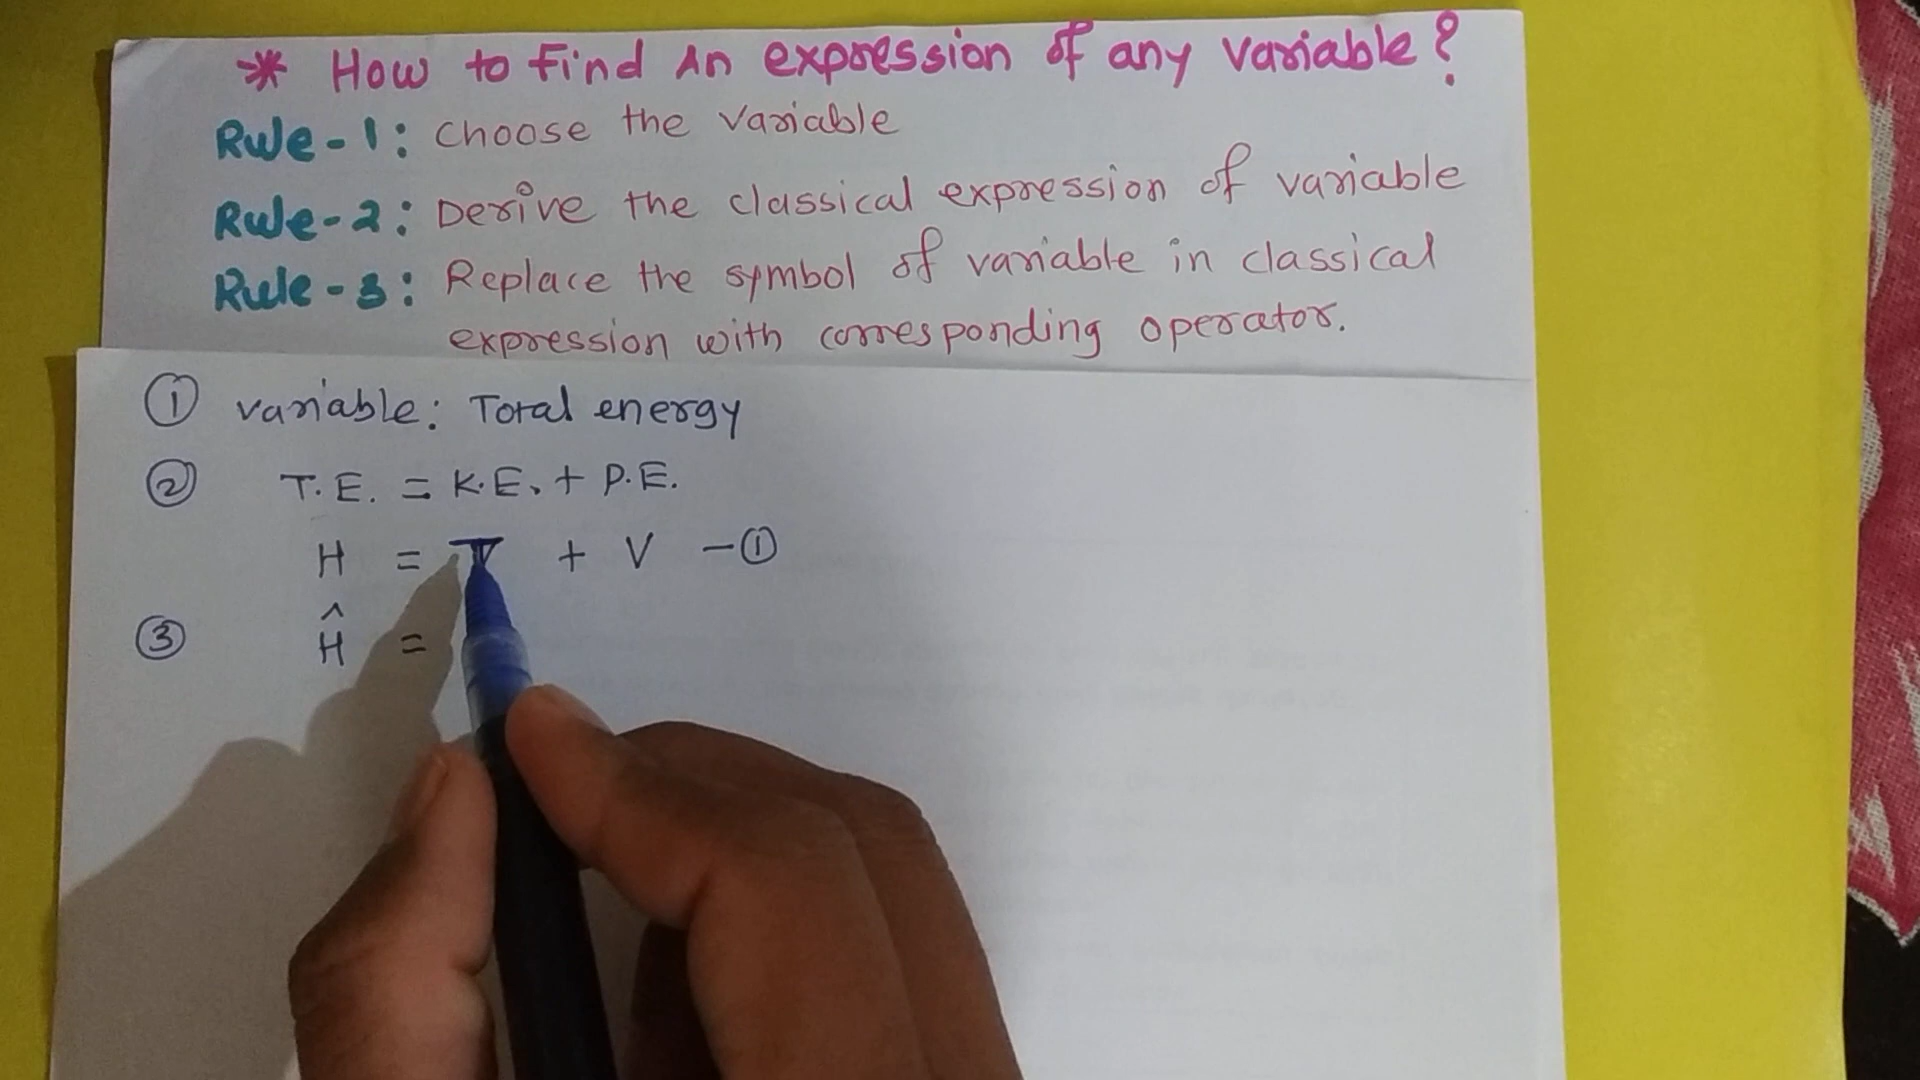 * How to find An expression of any variable?
Rule-1: Choose the variable
Rule-2: Derive the classical expression of variable
Rule-3: Replace the symbol of variable in classical
expression with corresponding operator.
① variable: Total energy
② T.E. = K.E. + P.E.
H = T + V -①
③ Ĥ =